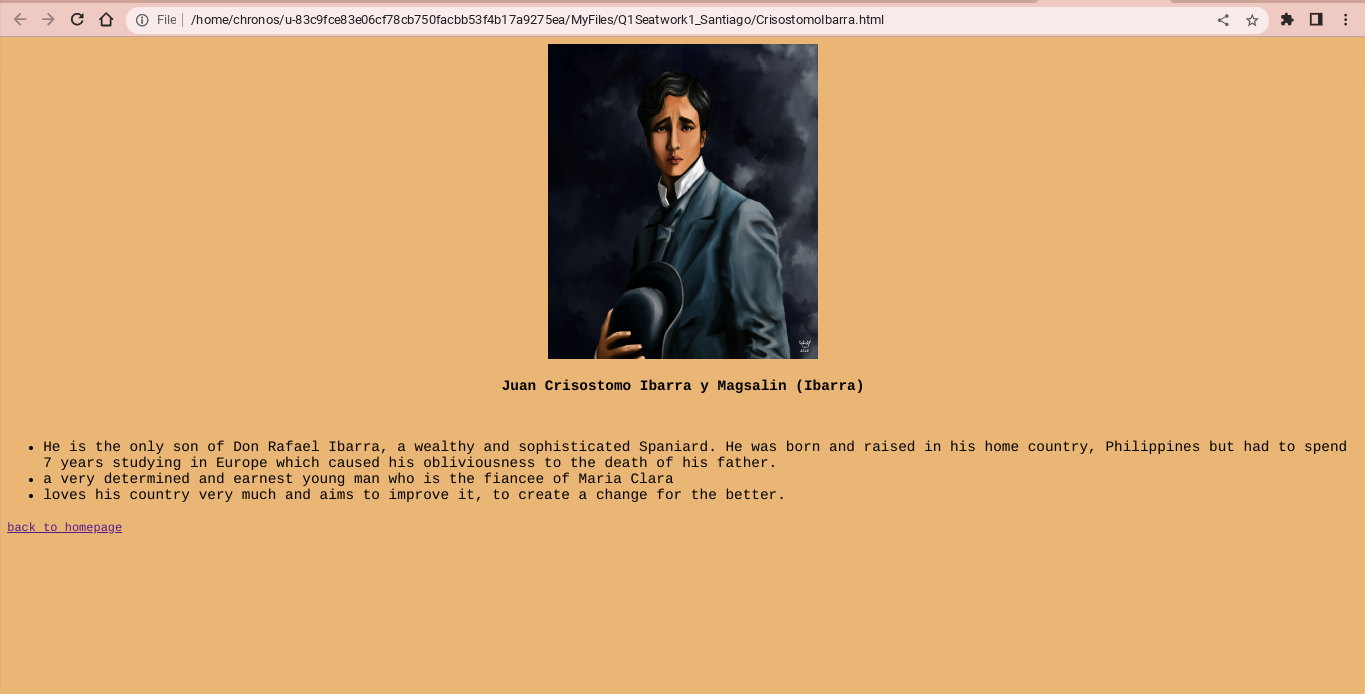 File /home/chronos/u-83c9fce83e06cf78cb750facbb53f4b17a9275ea/MyFiles/Q1Seatwork1_Santiago/CrisostomoIbarra.html
Juan Crisostomo Ibarra y Magsalin (Ibarra)
• He is the only son of Don Rafael Ibarra, a wealthy and sophisticated Spaniard. He was born and raised in his home country, Philippines but had to spend
7 years studying in Europe which caused his obliviousness to the death of his father.
• a very determined and earnest young man who is the fiancee of Maria Clara
• loves his country very much and aims to improve it, to create a change for the better.
back to homepage